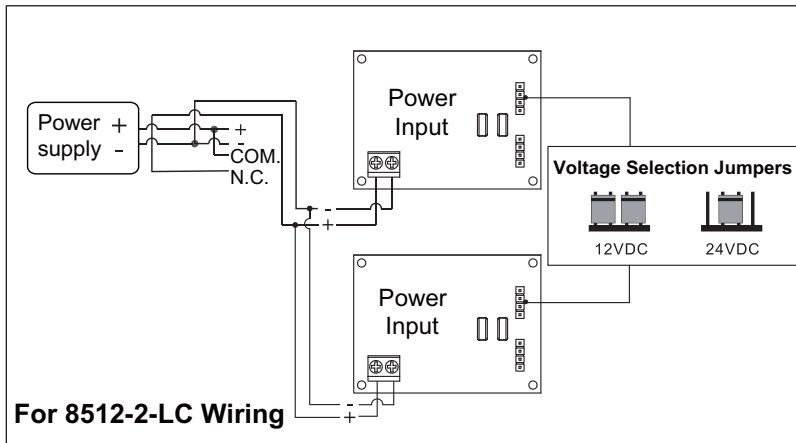 Power
supply
+
-
+
-
COM.
N.C.
Power
Input
-
+
Voltage Selection Jumpers
12VDC
24VDC
Power
Input
-
+
For 8512-2-LC Wiring